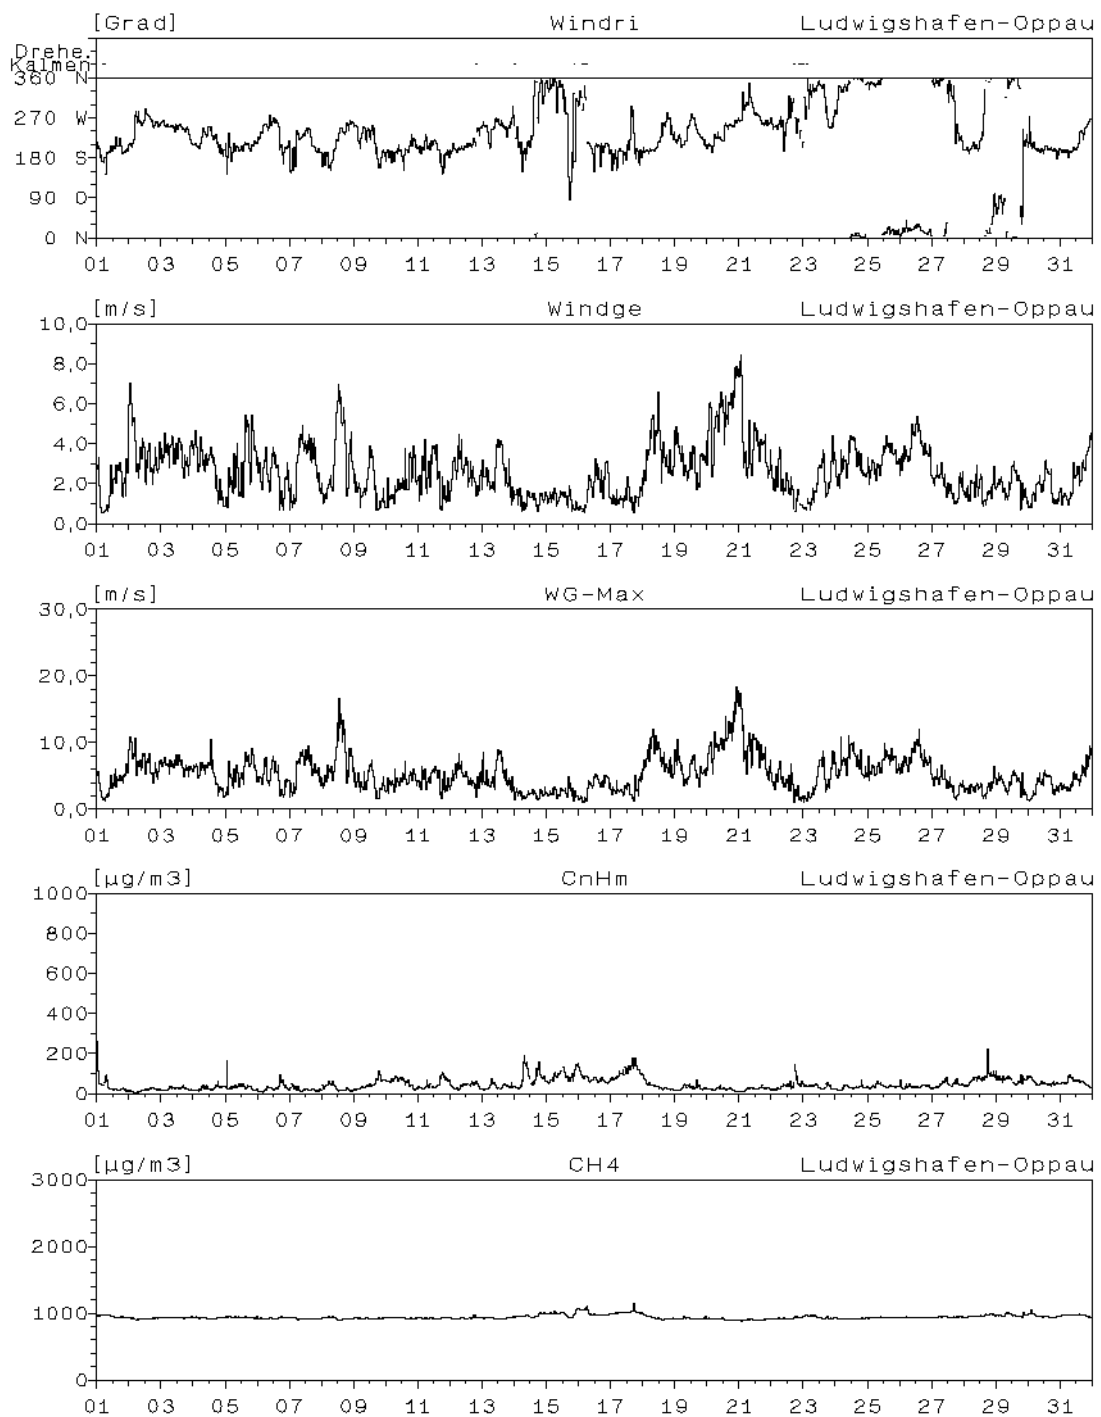 [Grad] Windri Ludwigshafen-Oppau
Drehe.
Kalmen
360 N
270 W
180 S
90 O
0 N
01 03 05 07 09 11 13 15 17 19 21 23 25 27 29 31
[m/s] Windge Ludwigshafen-Oppau
10,0
8,0
6,0
4,0
2,0
0,0
01 03 05 07 09 11 13 15 17 19 21 23 25 27 29 31
[m/s] WG-Max Ludwigshafen-Oppau
30,0
20,0
10,0
0,0
01 03 05 07 09 11 13 15 17 19 21 23 25 27 29 31
[µg/m3] CnHm Ludwigshafen-Oppau
1000
800
600
400
200
0
01 03 05 07 09 11 13 15 17 19 21 23 25 27 29 31
[µg/m3] CH4 Ludwigshafen-Oppau
3000
2000
1000
0
01 03 05 07 09 11 13 15 17 19 21 23 25 27 29 31